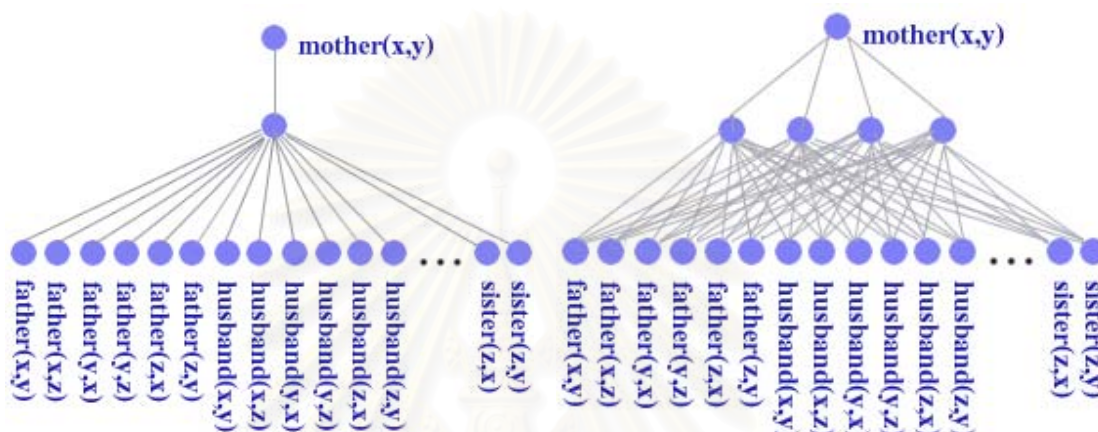 mother(x,y)
father(x,y)
father(x,z)
father(y,x)
father(y,z)
father(z,x)
father(z,y)
husband(x,y)
husband(x,z)
husband(y,x)
husband(y,z)
husband(z,x)
husband(z,y)
...
sister(z,x)
sister(z,y)
mother(x,y)
father(x,y)
father(x,z)
father(y,x)
father(y,z)
father(z,x)
father(z,y)
husband(x,y)
husband(x,z)
husband(y,x)
husband(y,z)
husband(z,x)
husband(z,y)
...
sister(z,x)
sister(z,y)